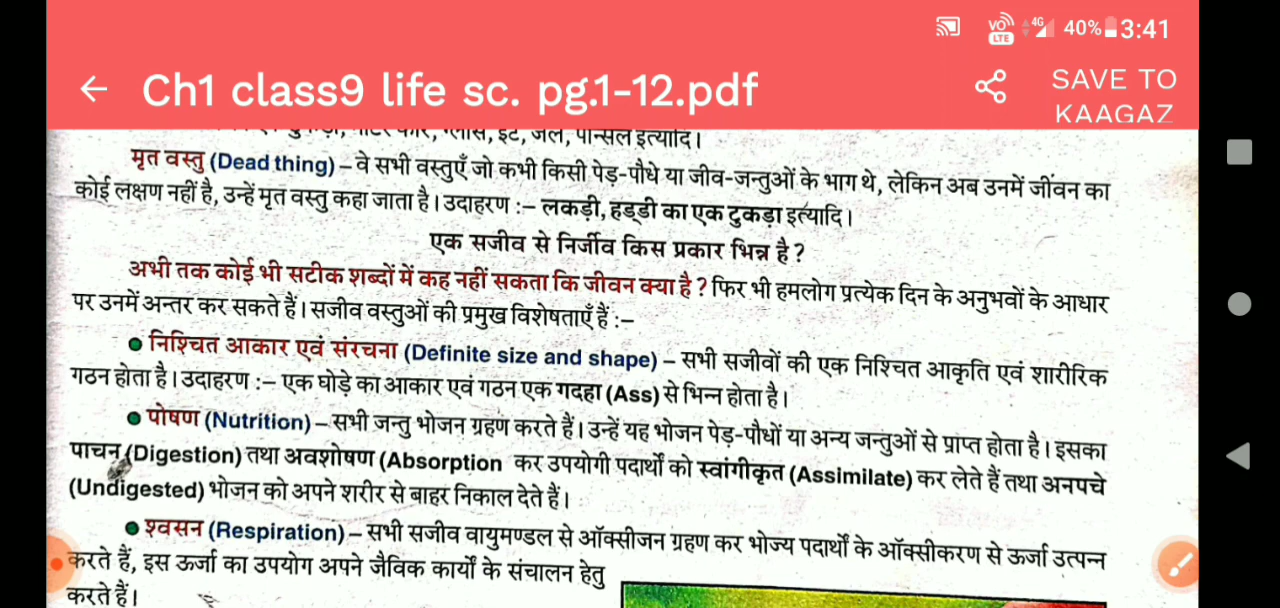 VO LTE 4G 40% 3:41
← Ch1 class9 life sc. pg.1-12.pdf
SAVE TO
KAAGAZ
ईंट, जल, पेन्सिल इत्यादि।
मृत वस्तु (Dead thing) – वे सभी वस्तुएँ जो कभी किसी पेड़-पौधे या जीव-जन्तुओं के भाग थे, लेकिन अब उनमें जीवन का
कोई लक्षण नहीं है, उन्हें मृत वस्तु कहा जाता है। उदाहरण :– लकड़ी, हड्डी का एक टुकड़ा इत्यादि।
एक सजीव से निर्जीव किस प्रकार भिन्न है ?
अभी तक कोई भी सटीक शब्दों में कह नहीं सकता कि जीवन क्या है ? फिर भी हमलोग प्रत्येक दिन के अनुभवों के आधार
पर उनमें अन्तर कर सकते हैं। सजीव वस्तुओं की प्रमुख विशेषताएँ हैं :–
● निश्चित आकार एवं संरचना (Definite size and shape) – सभी सजीवों की एक निश्चित आकृति एवं शारीरिक
गठन होता है। उदाहरण :– एक घोड़े का आकार एवं गठन एक गदहा (Ass) से भिन्न होता है।
● पोषण (Nutrition) – सभी जन्तु भोजन ग्रहण करते हैं। उन्हें यह भोजन पेड़-पौधों या अन्य जन्तुओं से प्राप्त होता है। इसका
पाचन (Digestion) तथा अवशोषण (Absorption कर उपयोगी पदार्थों को स्वांगीकृत (Assimilate) कर लेते हैं तथा अनपचे
(Undigested) भोजन को अपने शरीर से बाहर निकाल देते हैं।
● श्वसन (Respiration) – सभी सजीव वायुमण्डल से ऑक्सीजन ग्रहण कर भोज्य पदार्थों के ऑक्सीकरण से ऊर्जा उत्पन्न
करते हैं, इस ऊर्जा का उपयोग अपने जैविक कार्यों के संचालन हेतु
करते हैं।